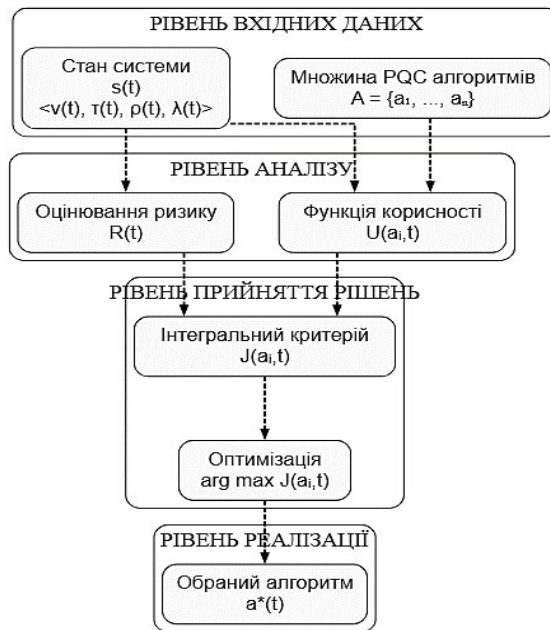 РІВЕНЬ ВХІДНИХ ДАНИХ
Стан системи
s(t)
<v(t), τ(t), ρ(t), λ(t)>
Множина PQC алгоритмів
A = {a₁, ..., aₙ}
РІВЕНЬ АНАЛІЗУ
Оцінювання ризику
R(t)
Функція корисності
U(aᵢ,t)
РІВЕНЬ ПРИЙНЯТТЯ РІШЕНЬ
Інтегральний критерій
J(aᵢ,t)
Оптимізація
arg max J(aᵢ,t)
РІВЕНЬ РЕАЛІЗАЦІЇ
Обраний алгоритм
a*(t)